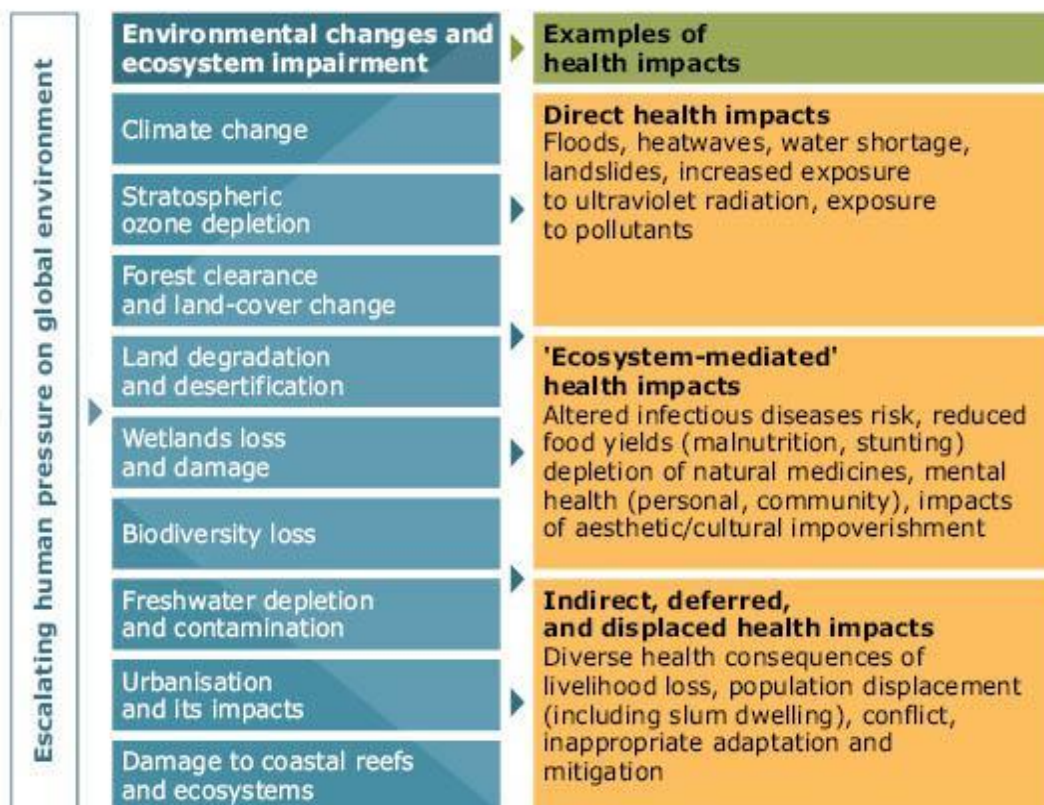 Escalating human pressure on global environment
Environmental changes and
ecosystem impairment
Climate change
Stratospheric
ozone depletion
Forest clearance
and land-cover change
Land degradation
and desertification
Wetlands loss
and damage
Biodiversity loss
Freshwater depletion
and contamination
Urbanisation
and its impacts
Damage to coastal reefs
and ecosystems
Examples of
health impacts
Direct health impacts
Floods, heatwaves, water shortage,
landslides, increased exposure
to ultraviolet radiation, exposure
to pollutants
'Ecosystem-mediated'
health impacts
Altered infectious diseases risk, reduced
food yields (malnutrition, stunting)
depletion of natural medicines, mental
health (personal, community), impacts
of aesthetic/cultural impoverishment
Indirect, deferred,
and displaced health impacts
Diverse health consequences of
livelihood loss, population displacement
(including slum dwelling), conflict,
inappropriate adaptation and
mitigation